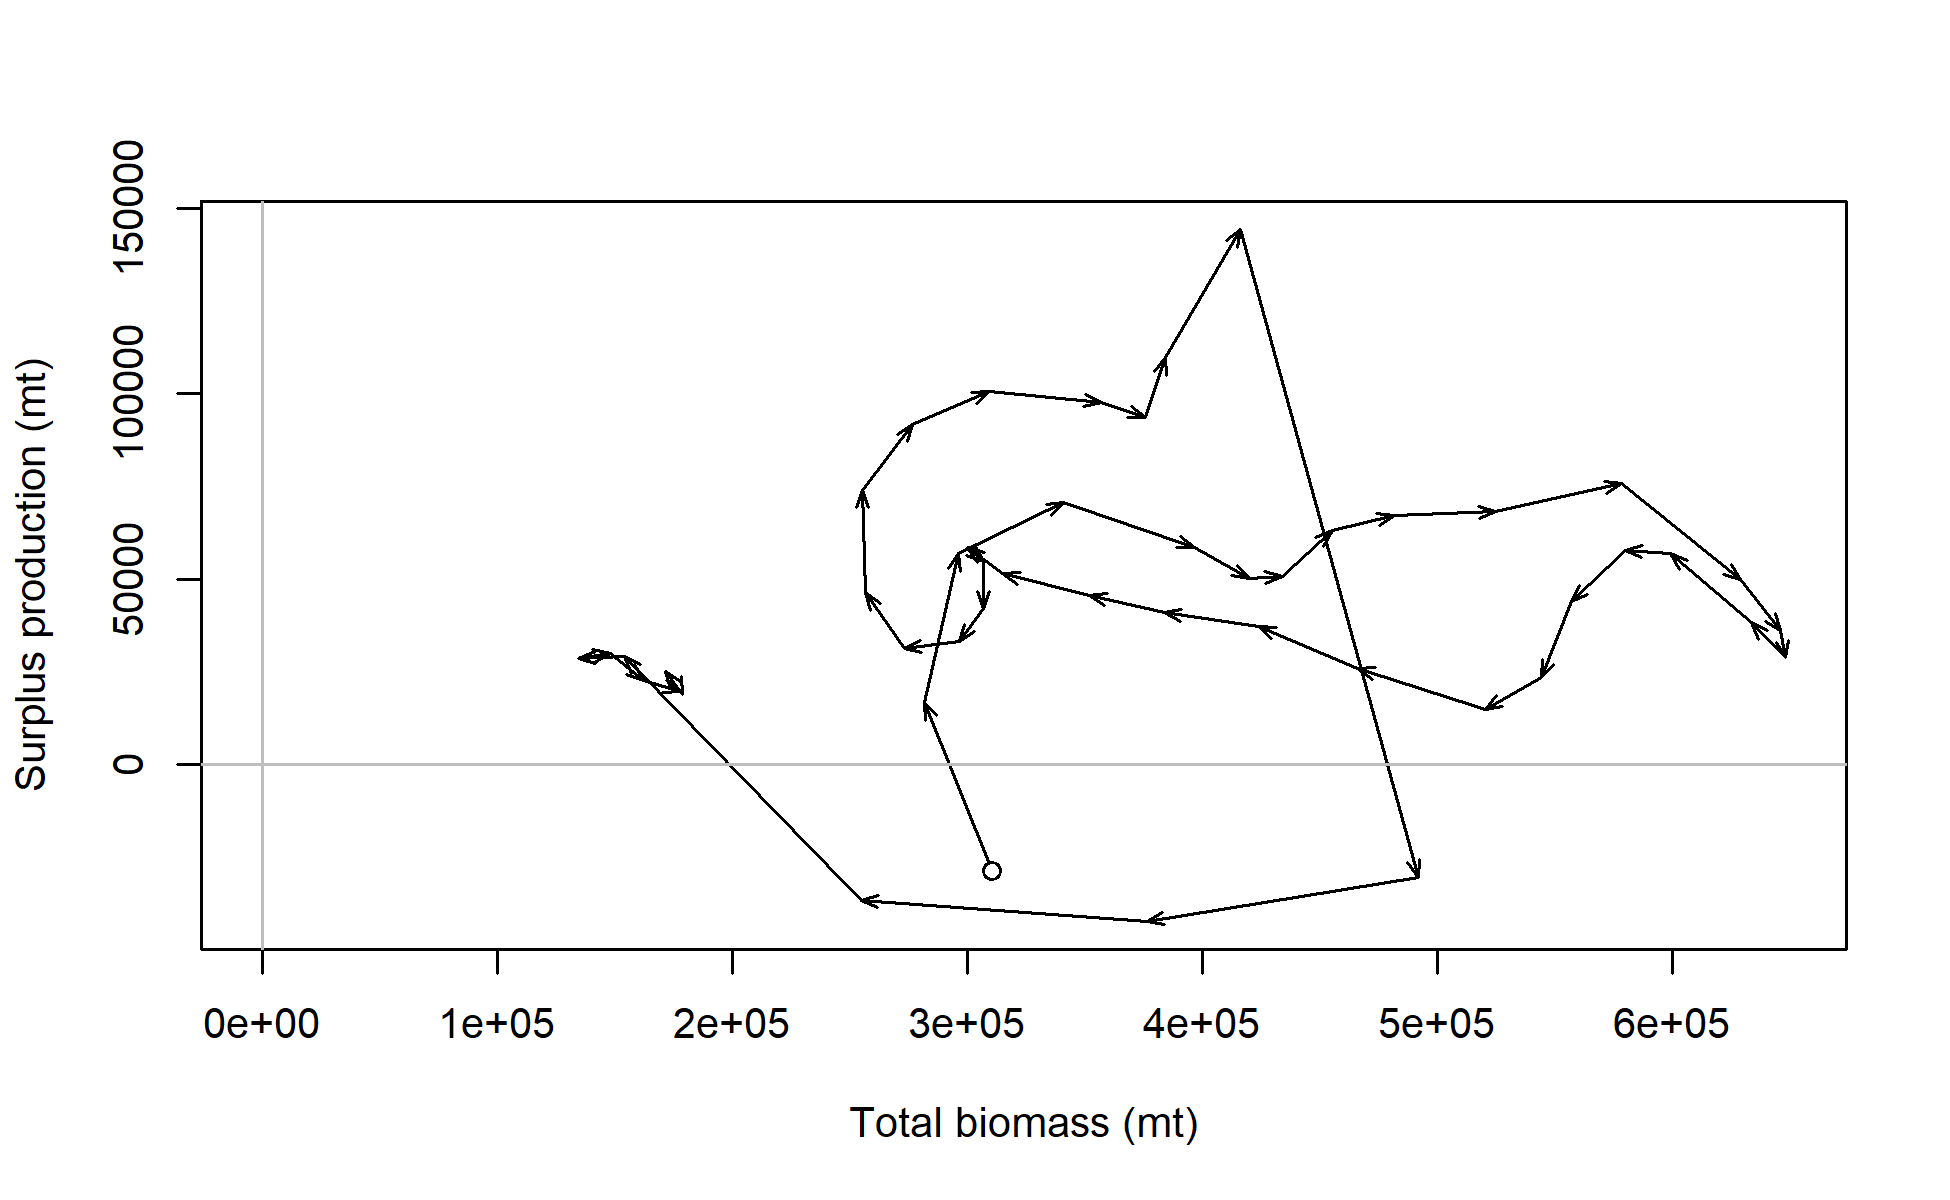 150000
100000
50000
0
Surplus production (mt)
0e+00 1e+05 2e+05 3e+05 4e+05 5e+05 6e+05
Total biomass (mt)